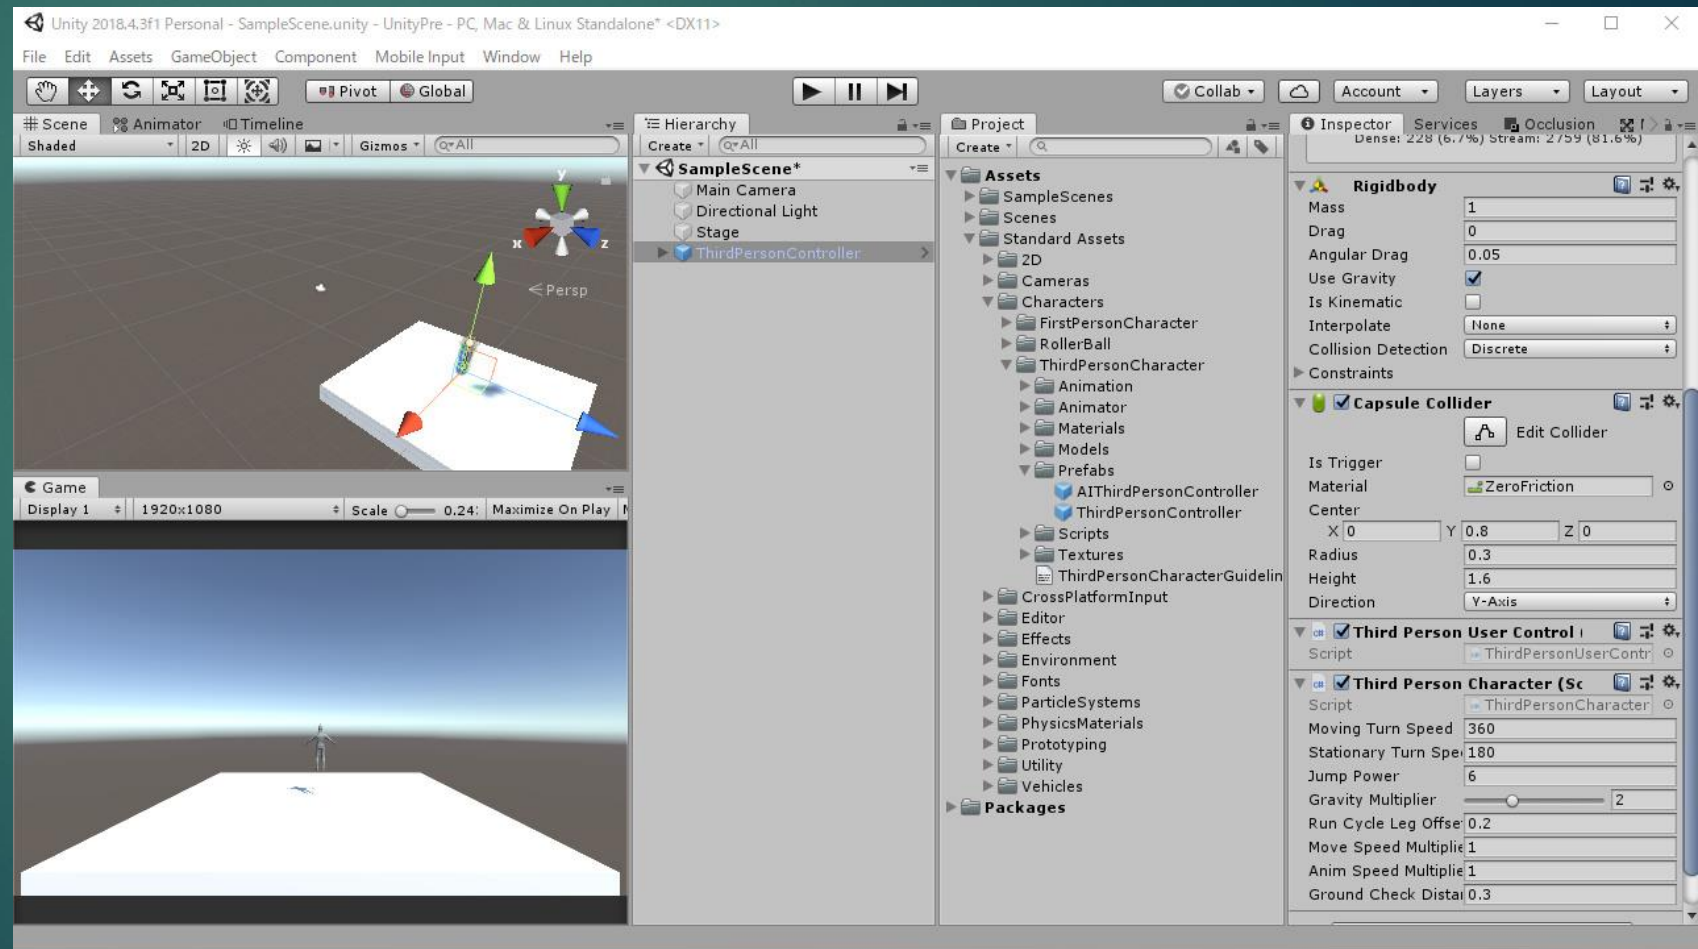 Unity 2018.4.3f1 Personal - SampleScene.unity - UnityPre - PC, Mac & Linux Standalone* <DX11>
File Edit Assets GameObject Component Mobile Input Window Help
Pivot Global Collab Account Layers Layout
Scene Animator Timeline
Shaded 2D Gizmos All
y
x z
Persp
Game
Display 1 1920x1080 Scale 0.24 Maximize On Play
Hierarchy
Create All
SampleScene*
Main Camera
Directional Light
Stage
ThirdPersonController
Project
Create
Assets
SampleScenes
Scenes
Standard Assets
2D
Cameras
Characters
FirstPersonCharacter
RollerBall
ThirdPersonCharacter
Animation
Animator
Materials
Models
Prefabs
AIThirdPersonController
ThirdPersonController
Scripts
Textures
ThirdPersonCharacterGuidelin
CrossPlatformInput
Editor
Effects
Environment
Fonts
ParticleSystems
PhysicsMaterials
Prototyping
Utility
Vehicles
Packages
Inspector Services Occlusion
Dense: 228 (6.7%) Stream: 2759 (81.6%)
Rigidbody
Mass 1
Drag 0
Angular Drag 0.05
Use Gravity
Is Kinematic
Interpolate None
Collision Detection Discrete
Constraints
Capsule Collider
Edit Collider
Is Trigger
Material ZeroFriction
Center
X 0 Y 0.8 Z 0
Radius 0.3
Height 1.6
Direction Y-Axis
Third Person User Control (
Script ThirdPersonUserContr
Third Person Character (Sc
Script ThirdPersonCharacter
Moving Turn Speed 360
Stationary Turn Spe 180
Jump Power 6
Gravity Multiplier 2
Run Cycle Leg Offse 0.2
Move Speed Multiplie 1
Anim Speed Multiplie 1
Ground Check Dista 0.3